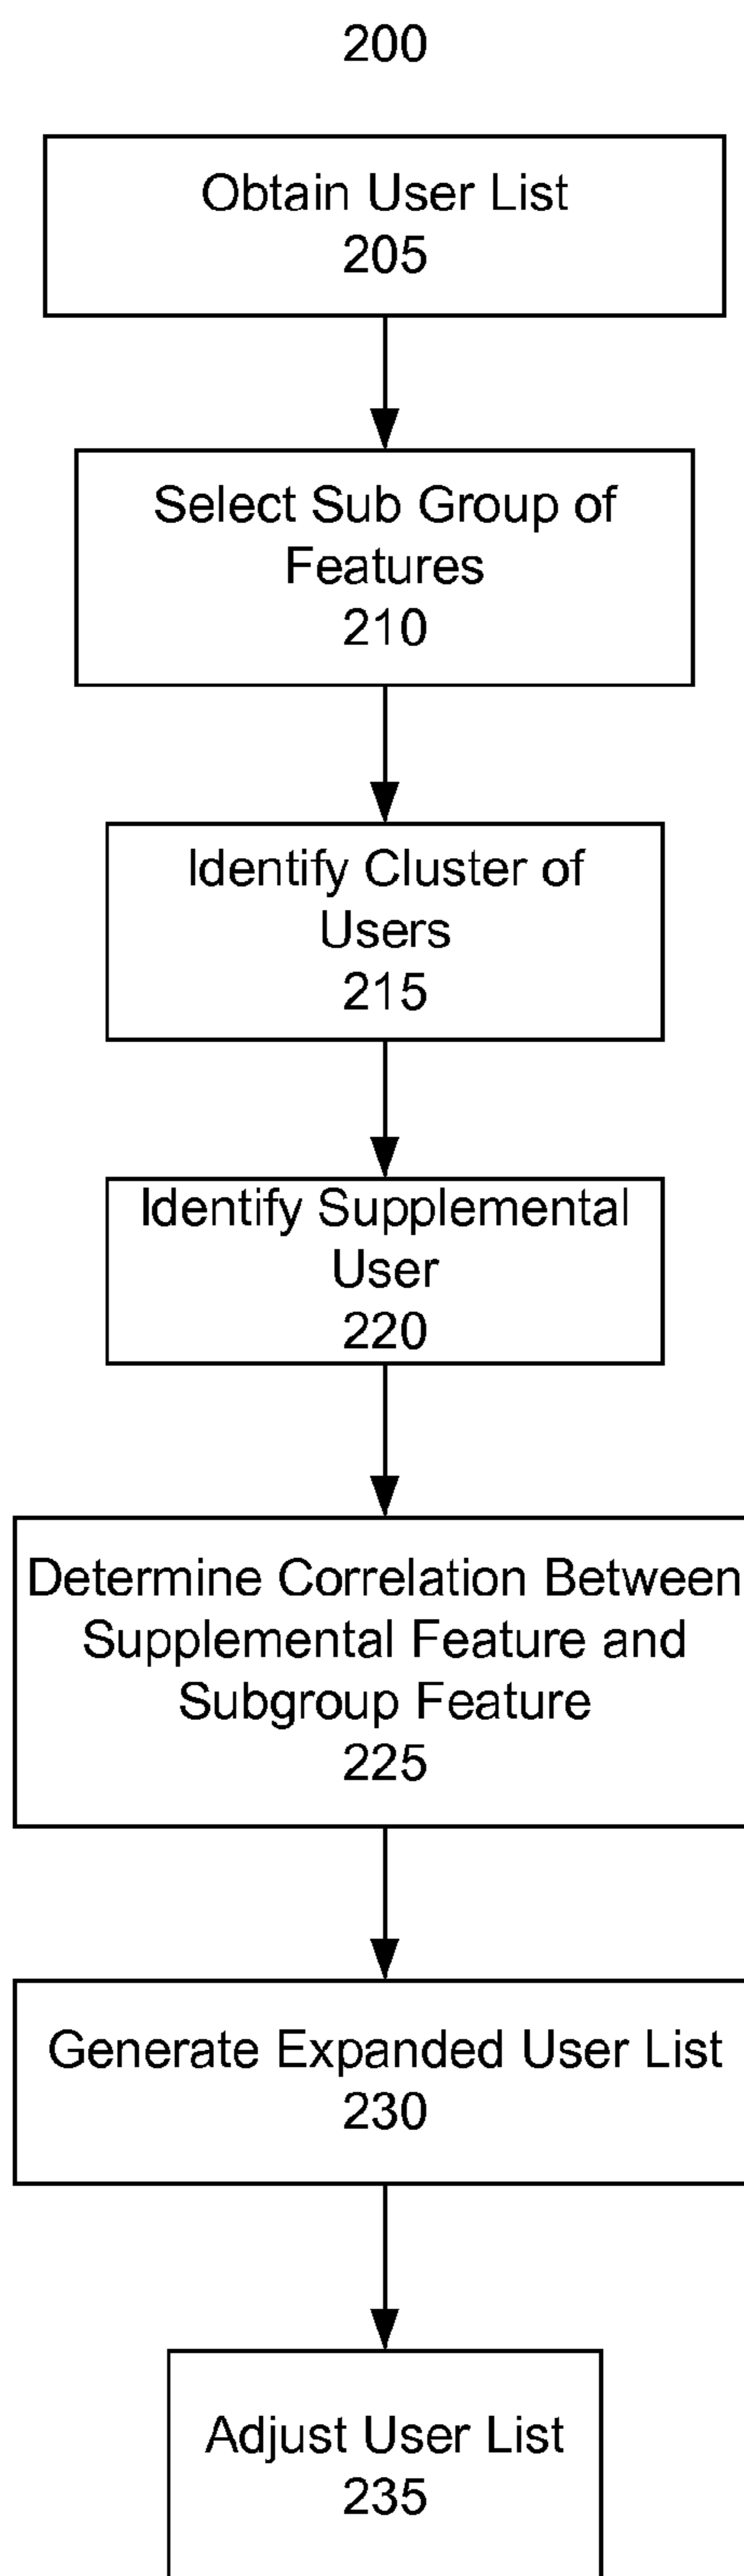 200
Obtain User List
205
Select Sub Group of
Features
210
Identify Cluster of
Users
215
Identify Supplemental
User
220
Determine Correlation Between
Supplemental Feature and
Subgroup Feature
225
Generate Expanded User List
230
Adjust User List
235